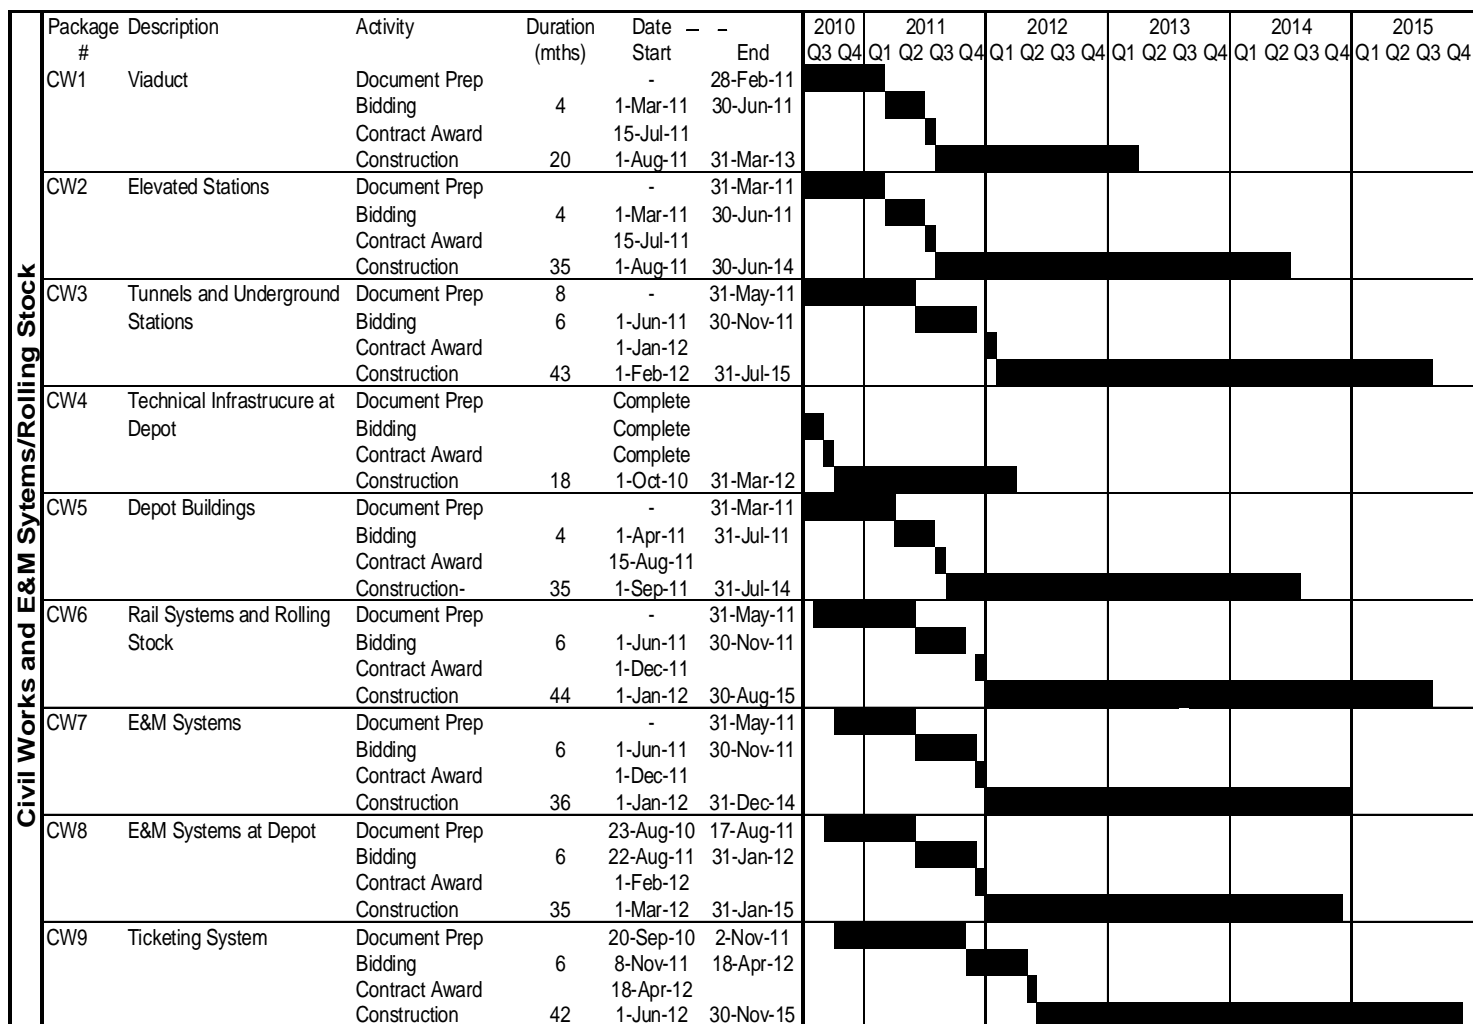 Civil Works and E&M Sytems/Rolling Stock
Package Description Activity Duration Date – – 2010 2011 2012 2013 2014 2015
# (mths) Start End Q3 Q4 Q1 Q2 Q3 Q4 Q1 Q2 Q3 Q4 Q1 Q2 Q3 Q4 Q1 Q2 Q3 Q4 Q1 Q2 Q3 Q4
CW1 Viaduct Document Prep - 28-Feb-11
Bidding 4 1-Mar-11 30-Jun-11
Contract Award 15-Jul-11
Construction 20 1-Aug-11 31-Mar-13
CW2 Elevated Stations Document Prep - 31-Mar-11
Bidding 4 1-Mar-11 30-Jun-11
Contract Award 15-Jul-11
Construction 35 1-Aug-11 30-Jun-14
CW3 Tunnels and Underground Document Prep 8 - 31-May-11
Stations Bidding 6 1-Jun-11 30-Nov-11
Contract Award 1-Jan-12
Construction 43 1-Feb-12 31-Jul-15
CW4 Technical Infrastrucure at Document Prep Complete
Depot Bidding Complete
Contract Award Complete
Construction 18 1-Oct-10 31-Mar-12
CW5 Depot Buildings Document Prep - 31-Mar-11
Bidding 4 1-Apr-11 31-Jul-11
Contract Award 15-Aug-11
Construction- 35 1-Sep-11 31-Jul-14
CW6 Rail Systems and Rolling Document Prep - 31-May-11
Stock Bidding 6 1-Jun-11 30-Nov-11
Contract Award 1-Dec-11
Construction 44 1-Jan-12 30-Aug-15
CW7 E&M Systems Document Prep - 31-May-11
Bidding 6 1-Jun-11 30-Nov-11
Contract Award 1-Dec-11
Construction 36 1-Jan-12 31-Dec-14
CW8 E&M Systems at Depot Document Prep 23-Aug-10 17-Aug-11
Bidding 6 22-Aug-11 31-Jan-12
Contract Award 1-Feb-12
Construction 35 1-Mar-12 31-Jan-15
CW9 Ticketing System Document Prep 20-Sep-10 2-Nov-11
Bidding 6 8-Nov-11 18-Apr-12
Contract Award 18-Apr-12
Construction 42 1-Jun-12 30-Nov-15